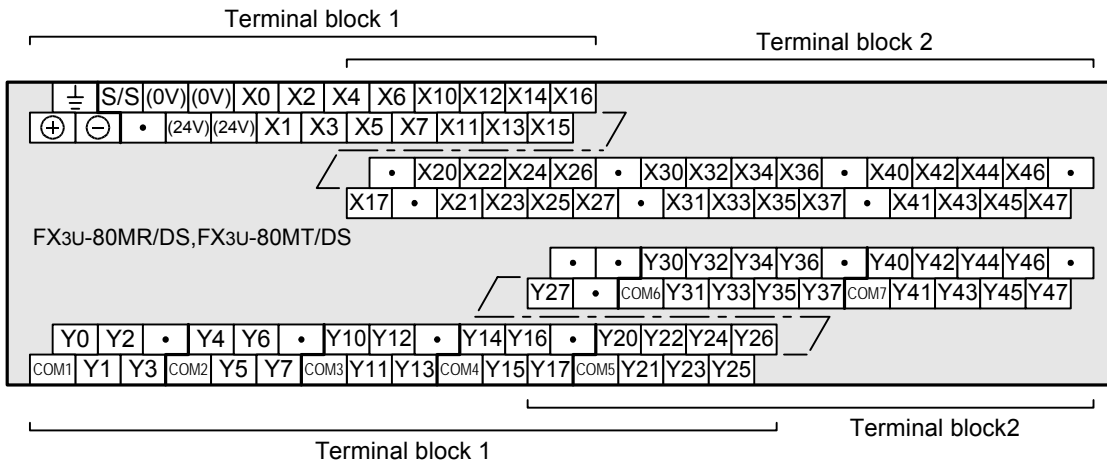 Terminal block 1
Terminal block 2
S/S (0V) (0V) X0 X2 X4 X6 X10 X12 X14 X16
⊕ ⊖ • (24V) (24V) X1 X3 X5 X7 X11 X13 X15
• X20 X22 X24 X26 • X30 X32 X34 X36 • X40 X42 X44 X46 •
X17 • X21 X23 X25 X27 • X31 X33 X35 X37 • X41 X43 X45 X47
FX3U-80MR/DS,FX3U-80MT/DS
• • Y30 Y32 Y34 Y36 • Y40 Y42 Y44 Y46 •
Y27 • COM6 Y31 Y33 Y35 Y37 COM7 Y41 Y43 Y45 Y47
Y0 Y2 • Y4 Y6 • Y10 Y12 • Y14 Y16 • Y20 Y22 Y24 Y26
COM1 Y1 Y3 COM2 Y5 Y7 COM3 Y11 Y13 COM4 Y15 Y17 COM5 Y21 Y23 Y25
Terminal block2
Terminal block 1